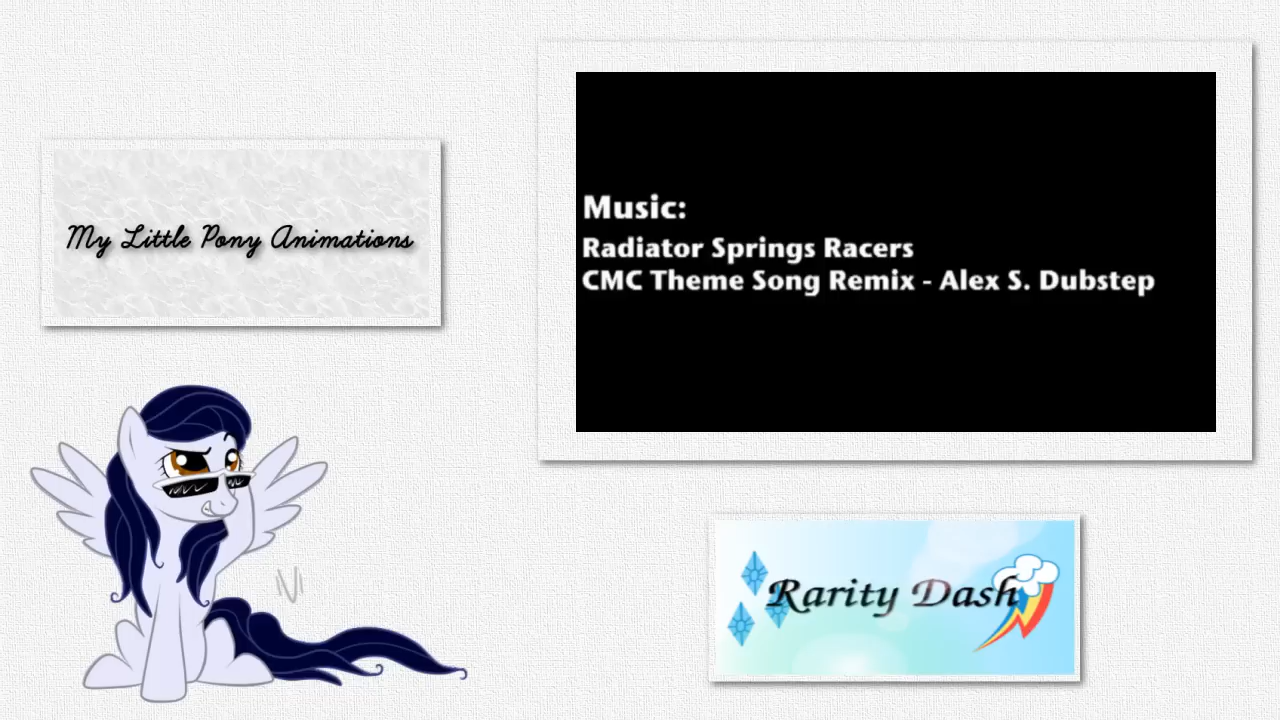 My Little Pony Animations
Music:
Radiator Springs Racers
CMC Theme Song Remix - Alex S. Dubstep
Rarity Dash